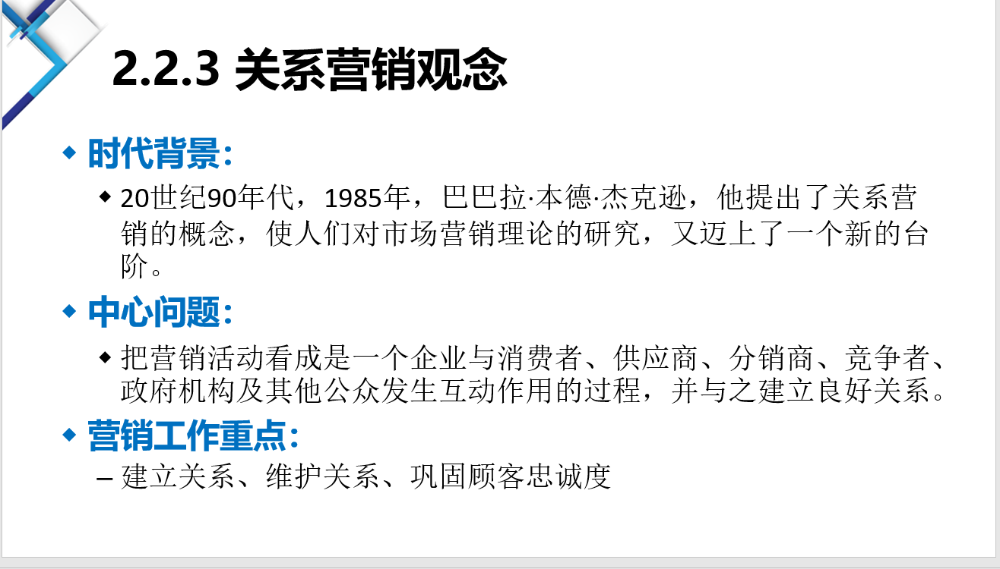 2.2.3 关系营销观念
时代背景：
20世纪90年代，1985年，巴巴拉·本德·杰克逊，他提出了关系营
销的概念，使人们对市场营销理论的研究，又迈上了一个新的台
阶。
中心问题：
把营销活动看成是一个企业与消费者、供应商、分销商、竞争者、
政府机构及其他公众发生互动作用的过程，并与之建立良好关系。
营销工作重点：
– 建立关系、维护关系、巩固顾客忠诚度